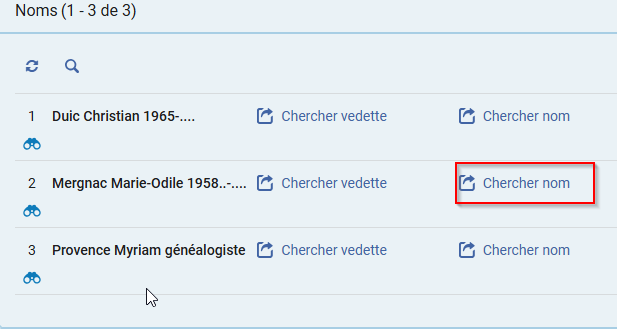 Noms (1 - 3 de 3)
1 Duic Christian 1965-.... Chercher vedette Chercher nom
2 Mergnac Marie-Odile 1958..-.... Chercher vedette Chercher nom
3 Provence Myriam généalogiste Chercher vedette Chercher nom